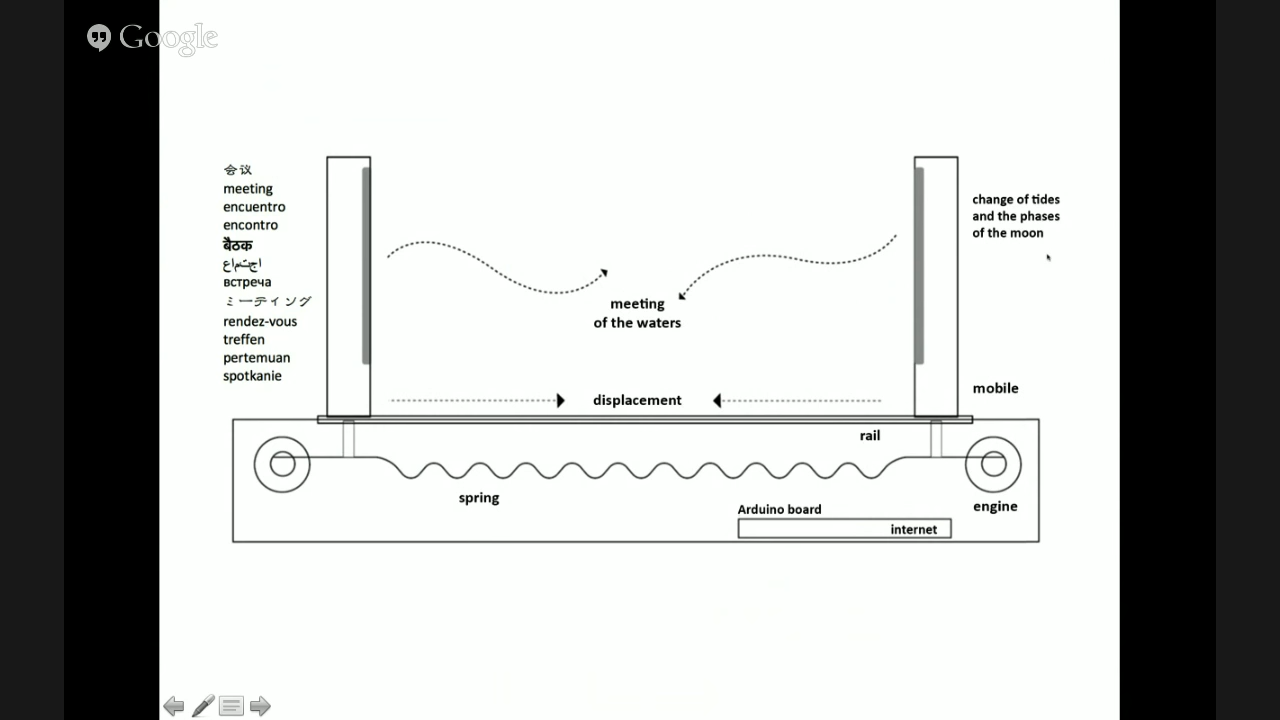 Google
会议
meeting
encuentro
encontro
बैठक
اجتماع
встреча
ミーティング
rendez-vous
treffen
pertemuan
spotkanie
change of tides
and the phases
of the moon
meeting
of the waters
mobile
displacement
rail
spring
engine
Arduino board
internet